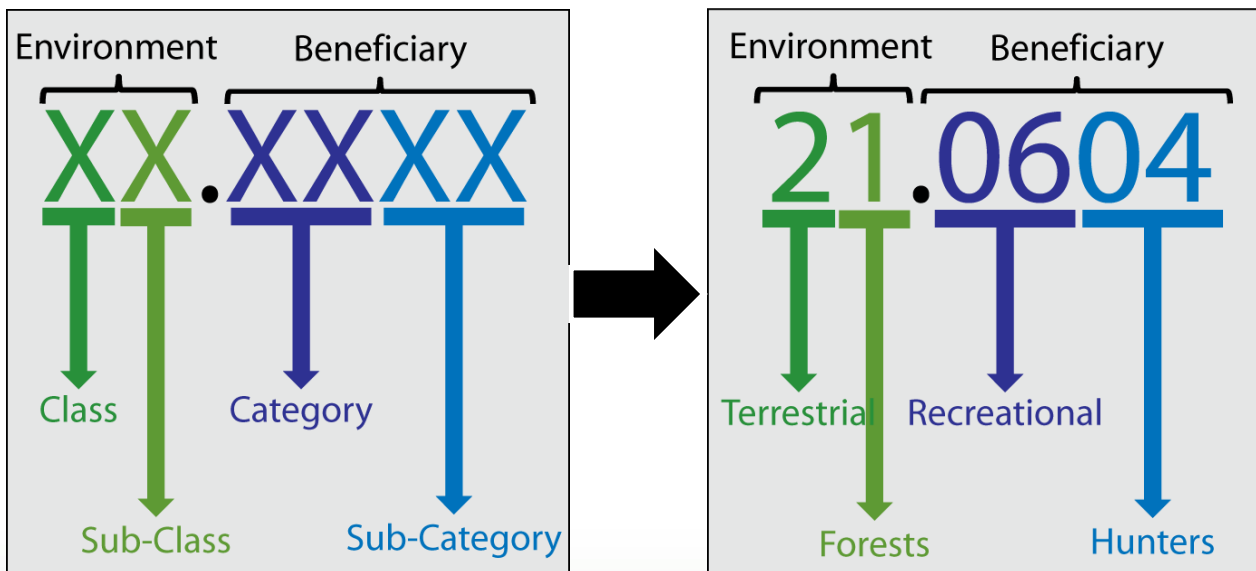 Environment Beneficiary
XX.XXXX
Class Category
Sub-Class Sub-Category
Environment Beneficiary
21.0604
Terrestrial Recreational
Forests Hunters